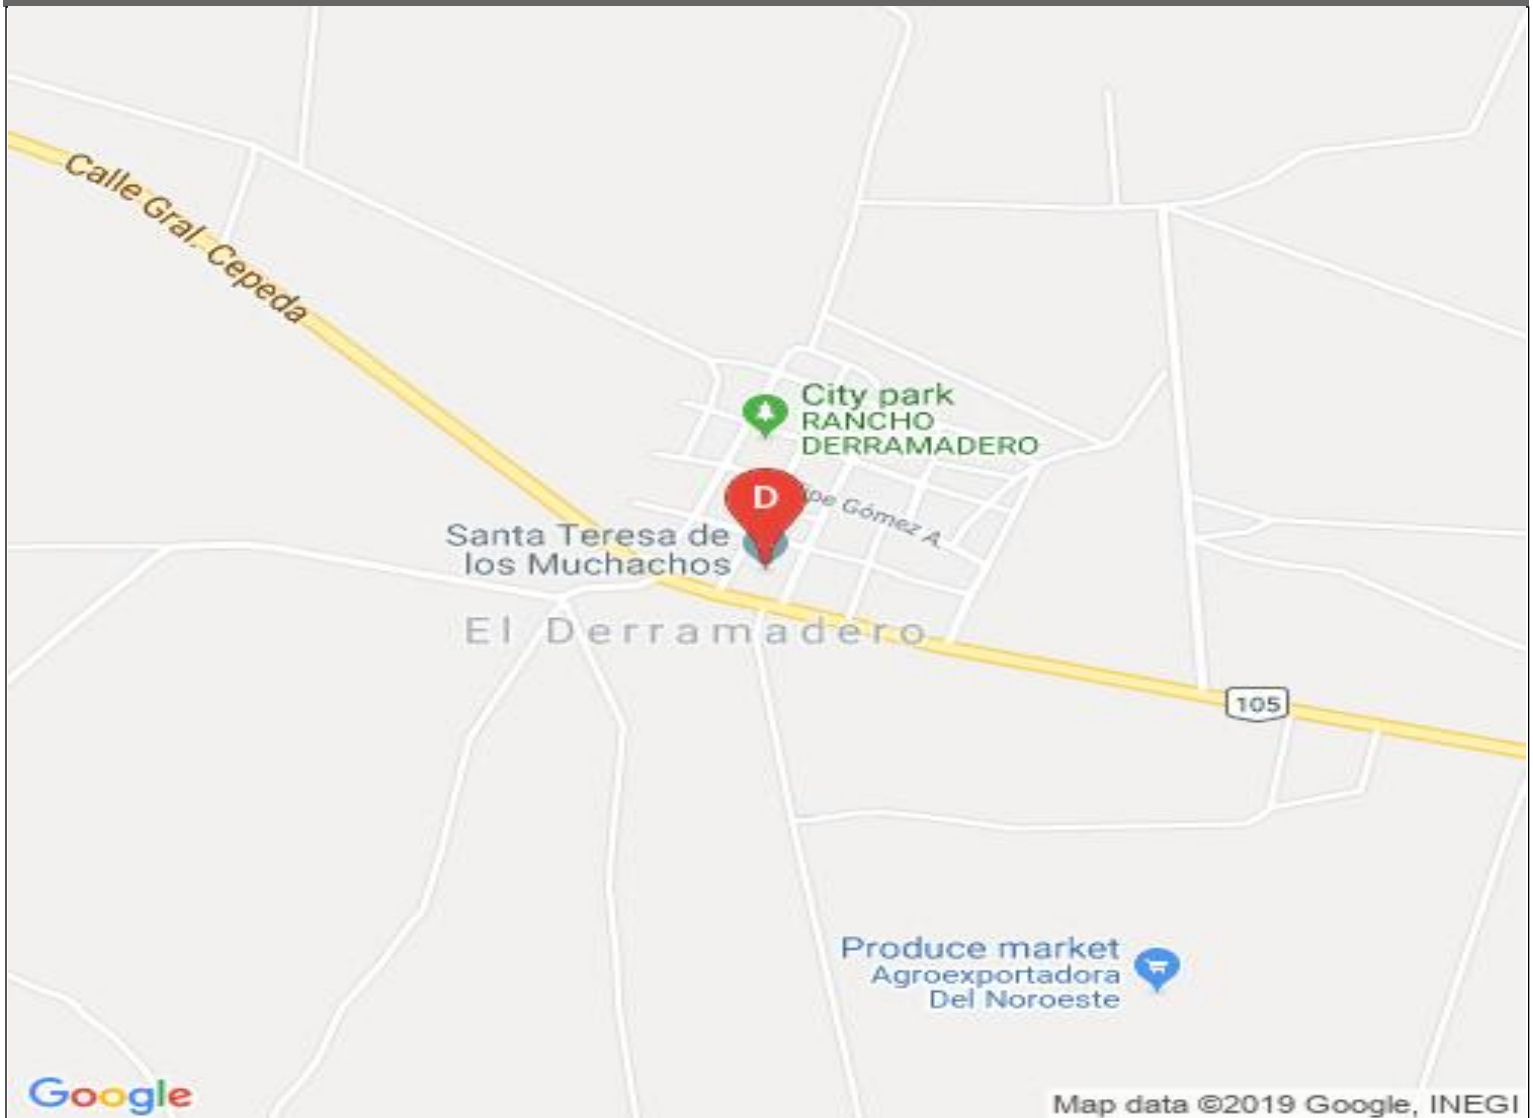 Calle Gral. Cepeda
City park
RANCHO
DERRAMADERO
D
Gómez A.
Santa Teresa de
los Muchachos
El Derramadero
105
Produce market
Agroexportadora
Del Noroeste
Google
Map data ©2019 Google, INEGI